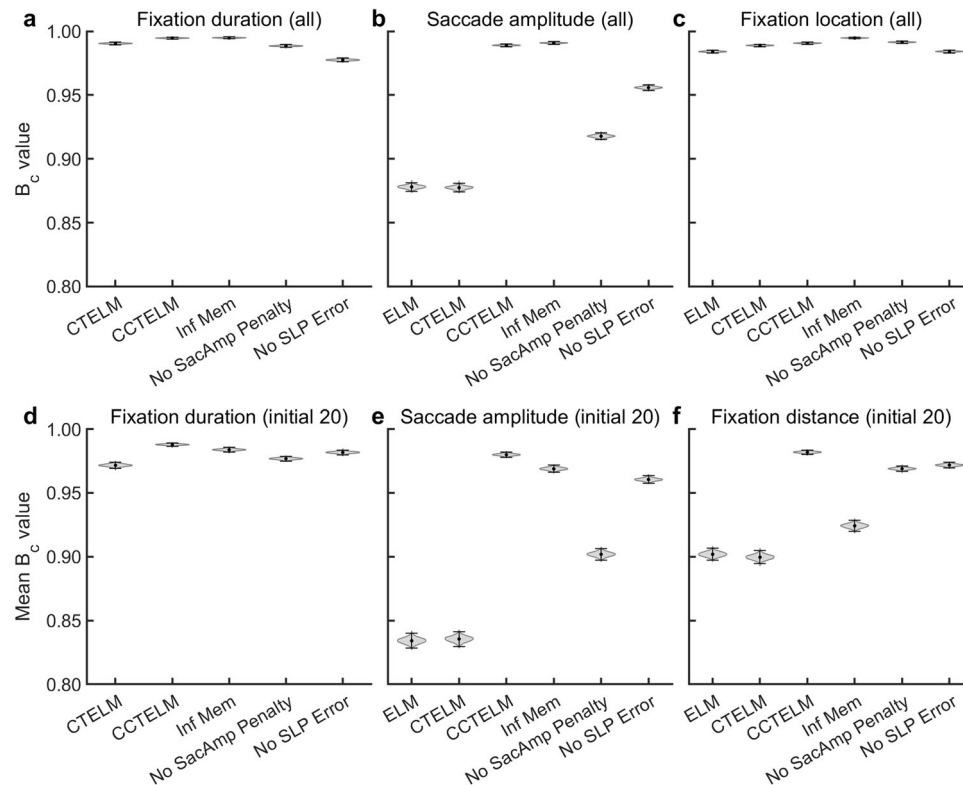 a Fixation duration (all)
b Saccade amplitude (all)
c Fixation location (all)
B_c value
1.00
0.95
0.90
0.85
0.80
CTELM
CCTELM
Inf Mem
No SacAmp Penalty
No SLP Error
ELM
CTELM
CCTELM
Inf Mem
No SacAmp Penalty
No SLP Error
ELM
CTELM
CCTELM
Inf Mem
No SacAmp Penalty
No SLP Error
d Fixation duration (initial 20)
e Saccade amplitude (initial 20)
f Fixation distance (initial 20)
Mean B_c value
1.00
0.95
0.90
0.85
0.80
CTELM
CCTELM
Inf Mem
No SacAmp Penalty
No SLP Error
ELM
CTELM
CCTELM
Inf Mem
No SacAmp Penalty
No SLP Error
ELM
CTELM
CCTELM
Inf Mem
No SacAmp Penalty
No SLP Error